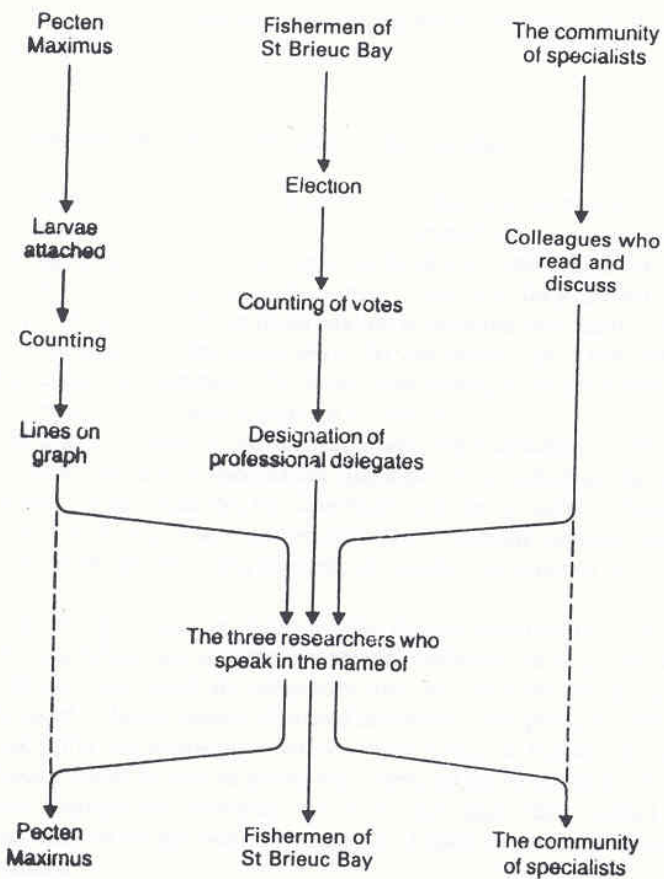 Pecten
Maximus
Fishermen of
St Brieuc Bay
The community
of specialists
Election
Larvae
attached
Colleagues who
read and
discuss
Counting of votes
Counting
Lines on
graph
Designation of
professional delegates
The three researchers who
speak in the name of
Pecten
Maximus
Fishermen of
St Brieuc Bay
The community
of specialists